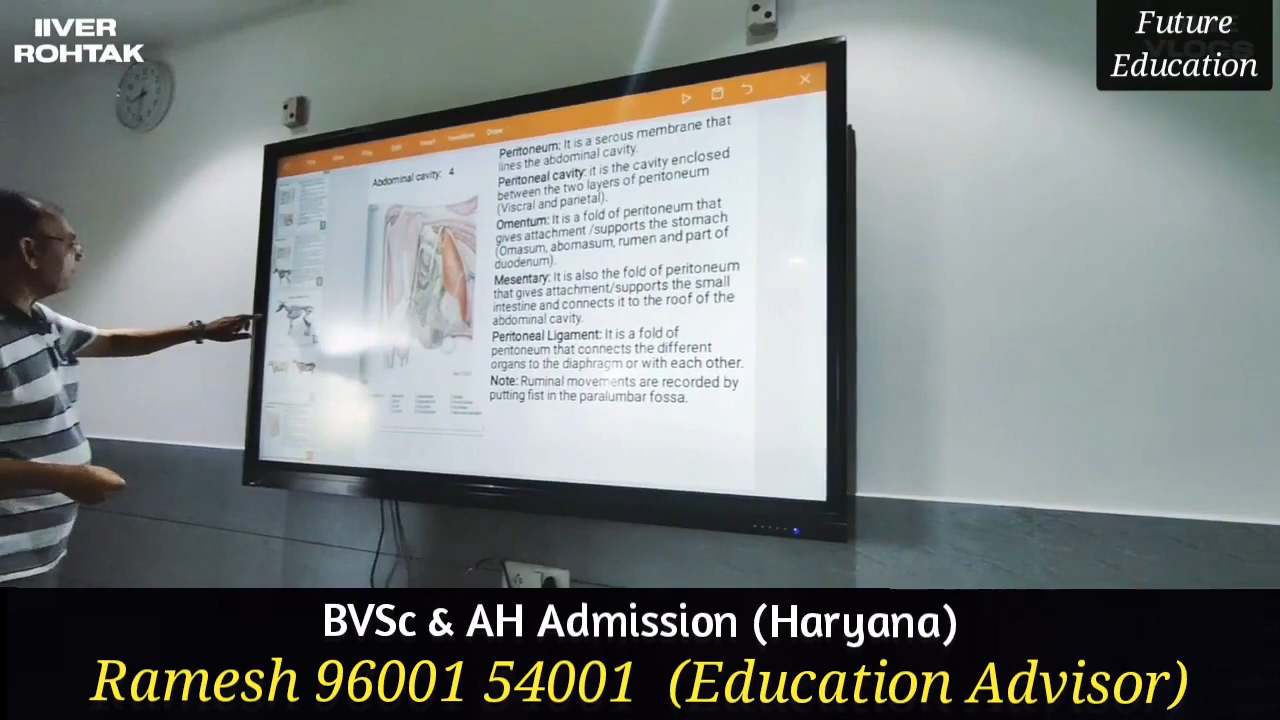 IIVER
ROHTAK
Future
Education
VLOGS
Abdominal cavity: 4
Peritoneum: It is a serous membrane that
lines the abdominal cavity.
Peritoneal cavity: it is the cavity enclosed
between the two layers of peritoneum
(Viscral and parietal).
Omentum: It is a fold of peritoneum that
gives attachment /supports the stomach
(Omasum, abomasum, rumen and part of
duodenum).
Mesentary: It is also the fold of peritoneum
that gives attachment/supports the small
intestine and connects it to the roof of the
abdominal cavity.
Peritoneal Ligament: It is a fold of
peritoneum that connects the different
organs to the diaphragm or with each other.
Note: Ruminal movements are recorded by
putting fist in the paralumbar fossa.
BVSc & AH Admission (Haryana)
Ramesh 96001 54001 (Education Advisor)